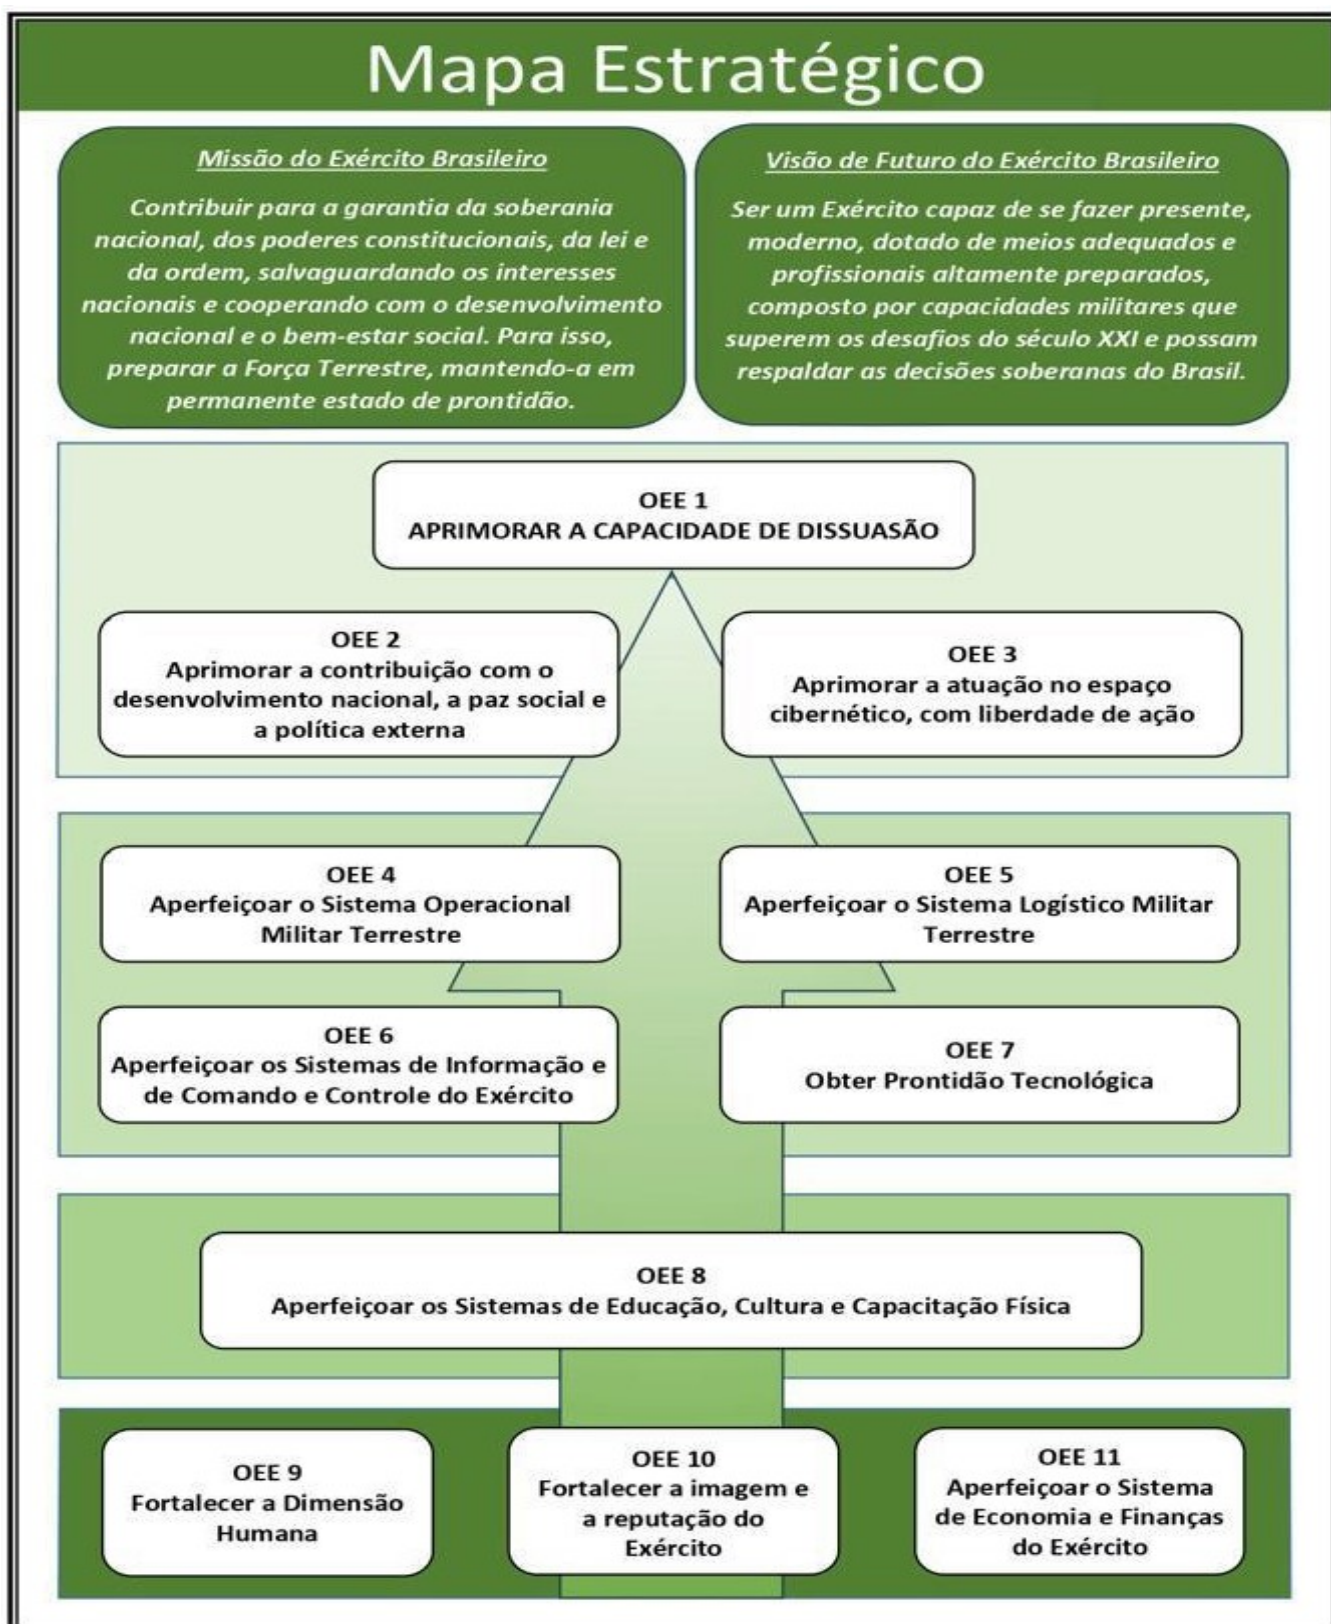 Mapa Estratégico
Missão do Exército Brasileiro
Contribuir para a garantia da soberania
nacional, dos poderes constitucionais, da lei e
da ordem, salvaguardando os interesses
nacionais e cooperando com o desenvolvimento
nacional e o bem-estar social. Para isso,
preparar a Força Terrestre, mantendo-a em
permanente estado de prontidão.
Visão de Futuro do Exército Brasileiro
Ser um Exército capaz de se fazer presente,
moderno, dotado de meios adequados e
profissionais altamente preparados,
composto por capacidades militares que
superem os desafios do século XXI e possam
respaldar as decisões soberanas do Brasil.
OEE 1
APRIMORAR A CAPACIDADE DE DISSUASÃO
OEE 2
Aprimorar a contribuição com o
desenvolvimento nacional, a paz social e
a política externa
OEE 3
Aprimorar a atuação no espaço
cibernético, com liberdade de ação
OEE 4
Aperfeiçoar o Sistema Operacional
Militar Terrestre
OEE 5
Aperfeiçoar o Sistema Logístico Militar
Terrestre
OEE 6
Aperfeiçoar os Sistemas de Informação e
de Comando e Controle do Exército
OEE 7
Obter Prontidão Tecnológica
OEE 8
Aperfeiçoar os Sistemas de Educação, Cultura e Capacitação Física
OEE 9
Fortalecer a Dimensão
Humana
OEE 10
Fortalecer a imagem e
a reputação do
Exército
OEE 11
Aperfeiçoar o Sistema
de Economia e Finanças
do Exército